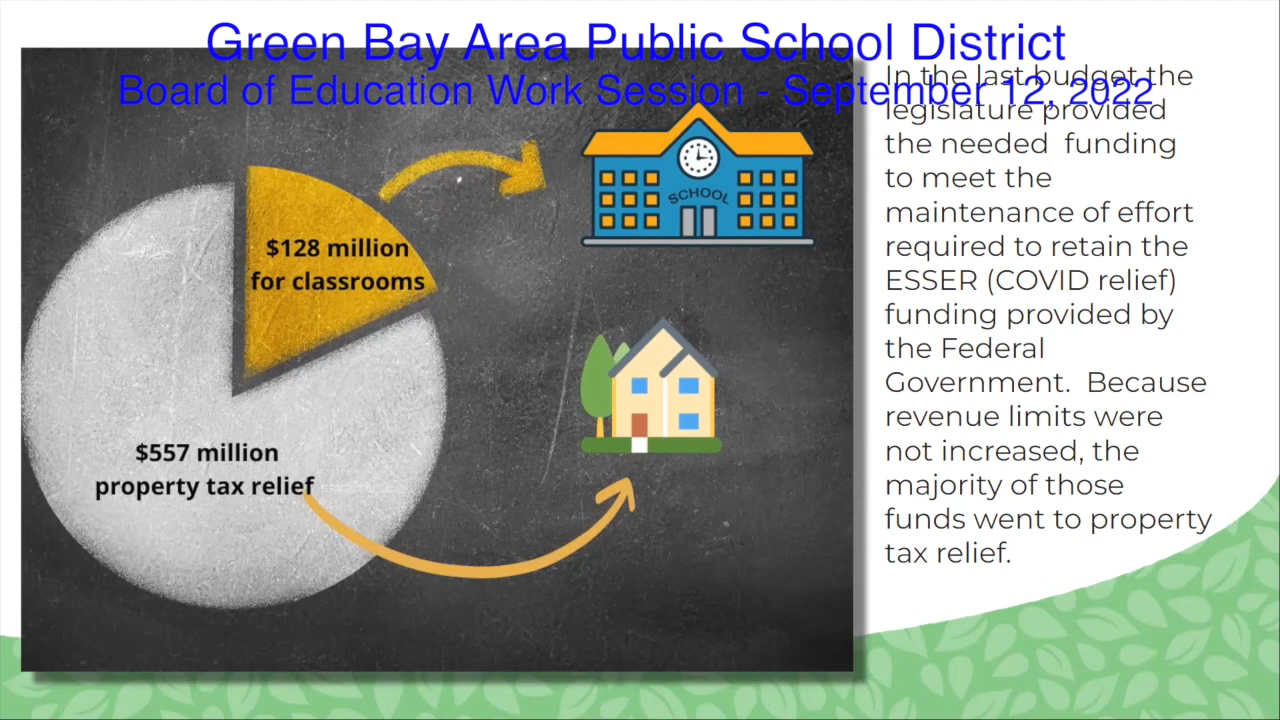 Green Bay Area Public School District
Board of Education Work Session - September 12, 2022
$128 million
for classrooms
SCHOOL
$557 million
property tax relief
In the last budget the
legislature provided
the needed funding
to meet the
maintenance of effort
required to retain the
ESSER (COVID relief)
funding provided by
the Federal
Government. Because
revenue limits were
not increased, the
majority of those
funds went to property
tax relief.